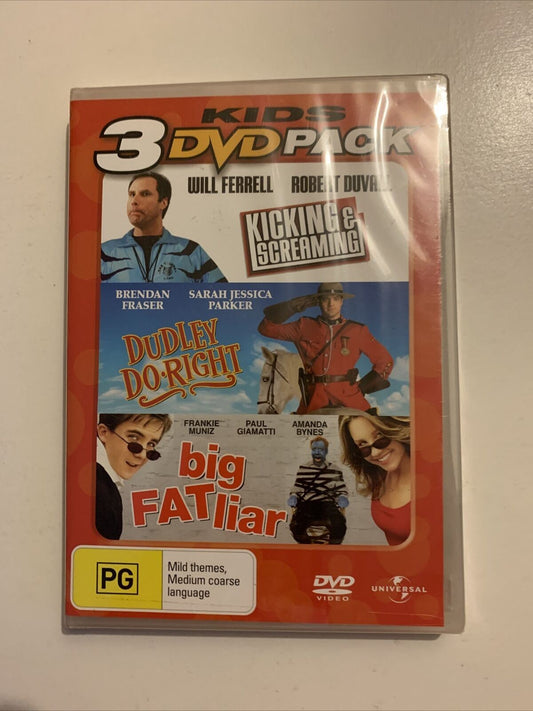 KIDS
3 DVD PACK
WILL FERRELL ROBERT DUVALL
KICKING &
SCREAMING
BRENDAN FRASER SARAH JESSICA PARKER
DUDLEY
DO-RIGHT
FRANKIE MUNIZ PAUL GIAMATTI AMANDA BYNES
big
FAT liar
PG
Mild themes,
Medium coarse
language
DVD
VIDEO
UNIVERSAL